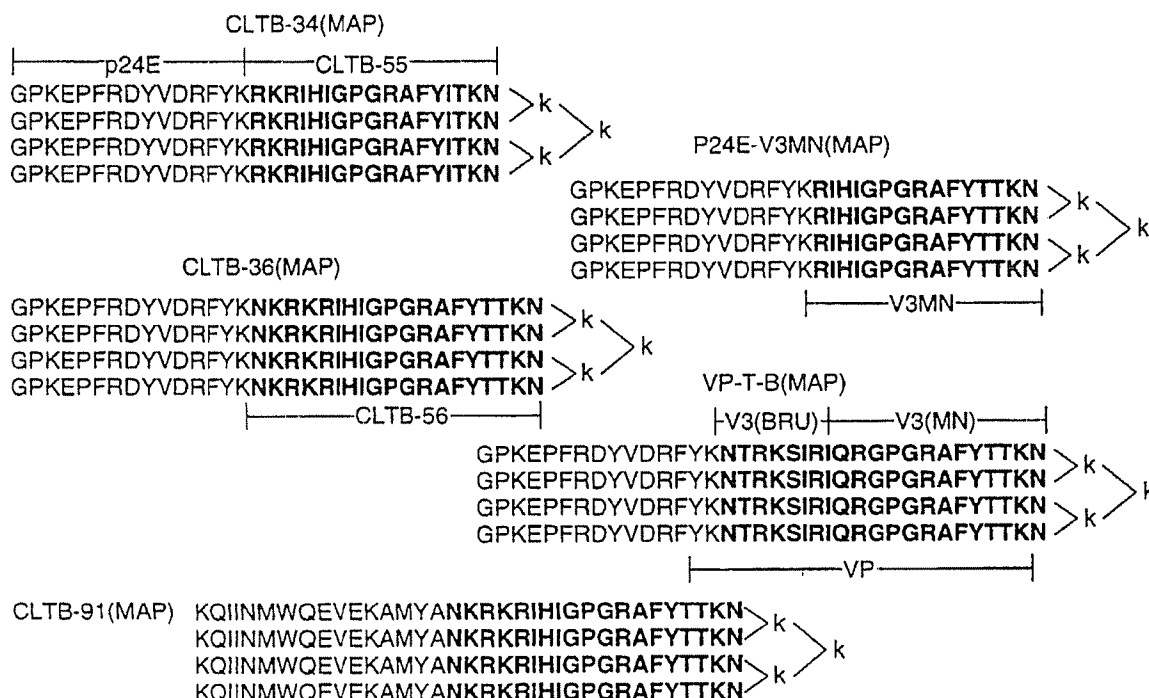 CLTB-34(MAP)
p24E CLTB-55
GPKEPFRDYVDRFYKRKRIHIGPGRAFYITKN
GPKEPFRDYVDRFYKRKRIHIGPGRAFYITKN
GPKEPFRDYVDRFYKRKRIHIGPGRAFYITKN
GPKEPFRDYVDRFYKRKRIHIGPGRAFYITKN
k
k
k
P24E-V3MN(MAP)
GPKEPFRDYVDRFYKRIHIGPGRAFYTTKN
GPKEPFRDYVDRFYKRIHIGPGRAFYTTKN
GPKEPFRDYVDRFYKRIHIGPGRAFYTTKN
GPKEPFRDYVDRFYKRIHIGPGRAFYTTKN
k
k
k
V3MN
CLTB-36(MAP)
GPKEPFRDYVDRFYKNKRKRIHIGPGRAFYTTKN
GPKEPFRDYVDRFYKNKRKRIHIGPGRAFYTTKN
GPKEPFRDYVDRFYKNKRKRIHIGPGRAFYTTKN
GPKEPFRDYVDRFYKNKRKRIHIGPGRAFYTTKN
k
k
k
CLTB-56
VP-T-B(MAP)
V3(BRU) V3(MN)
GPKEPFRDYVDRFYKNTRKSIRIQRGPGRAFYTTKN
GPKEPFRDYVDRFYKNTRKSIRIQRGPGRAFYTTKN
GPKEPFRDYVDRFYKNTRKSIRIQRGPGRAFYTTKN
GPKEPFRDYVDRFYKNTRKSIRIQRGPGRAFYTTKN
k
k
k
VP
CLTB-91(MAP)
KQIINMWQEVEKAMYANKRKRIHIGPGRAFYTTKN
KQIINMWQEVEKAMYANKRKRIHIGPGRAFYTTKN
KQIINMWQEVEKAMYANKRKRIHIGPGRAFYTTKN
KQIINMWQEVEKAMYANKRKRIHIGPGRAFYTTKN
k
k
k